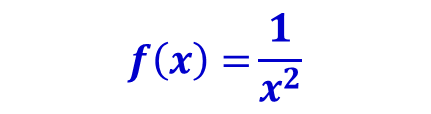 f(x) = 1/x²